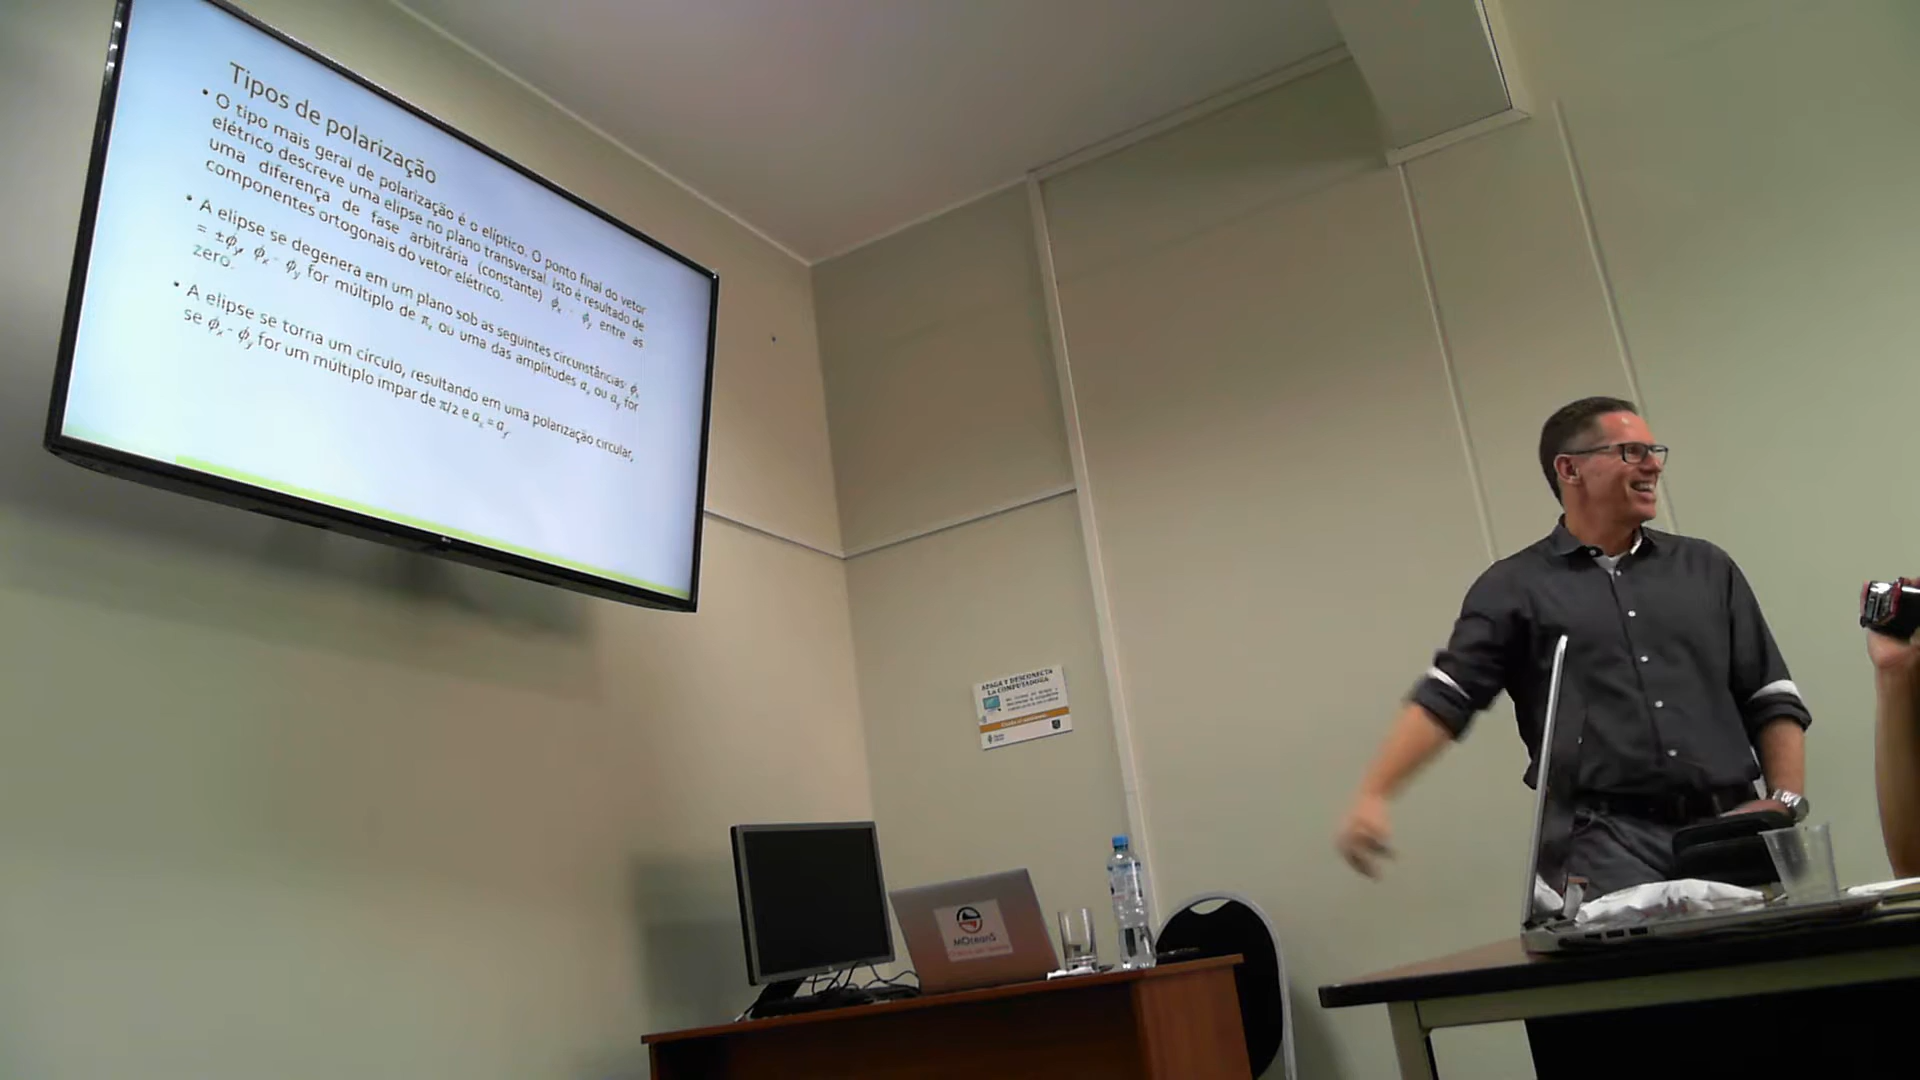 Tipos de polarização
• O tipo mais geral de polarização é o elíptico. O ponto final do vetor
elétrico descreve uma elipse no plano transversal. Isto é resultado de
uma diferença de fase arbitrária (constante) ϕx - ϕy entre as
componentes ortogonais do vetor elétrico.
• A elipse se degenera em um plano sob as seguintes circunstâncias: ϕx
= ±ϕy, ϕx - ϕy for múltiplo de π, ou uma das amplitudes ax ou ay for
zero.
• A elipse se torna um círculo, resultando em uma polarização circular,
se ϕx - ϕy for um múltiplo impar de π/2 e ax = ay
APAGA Y DESCONECTA
LA COMPUTADORA